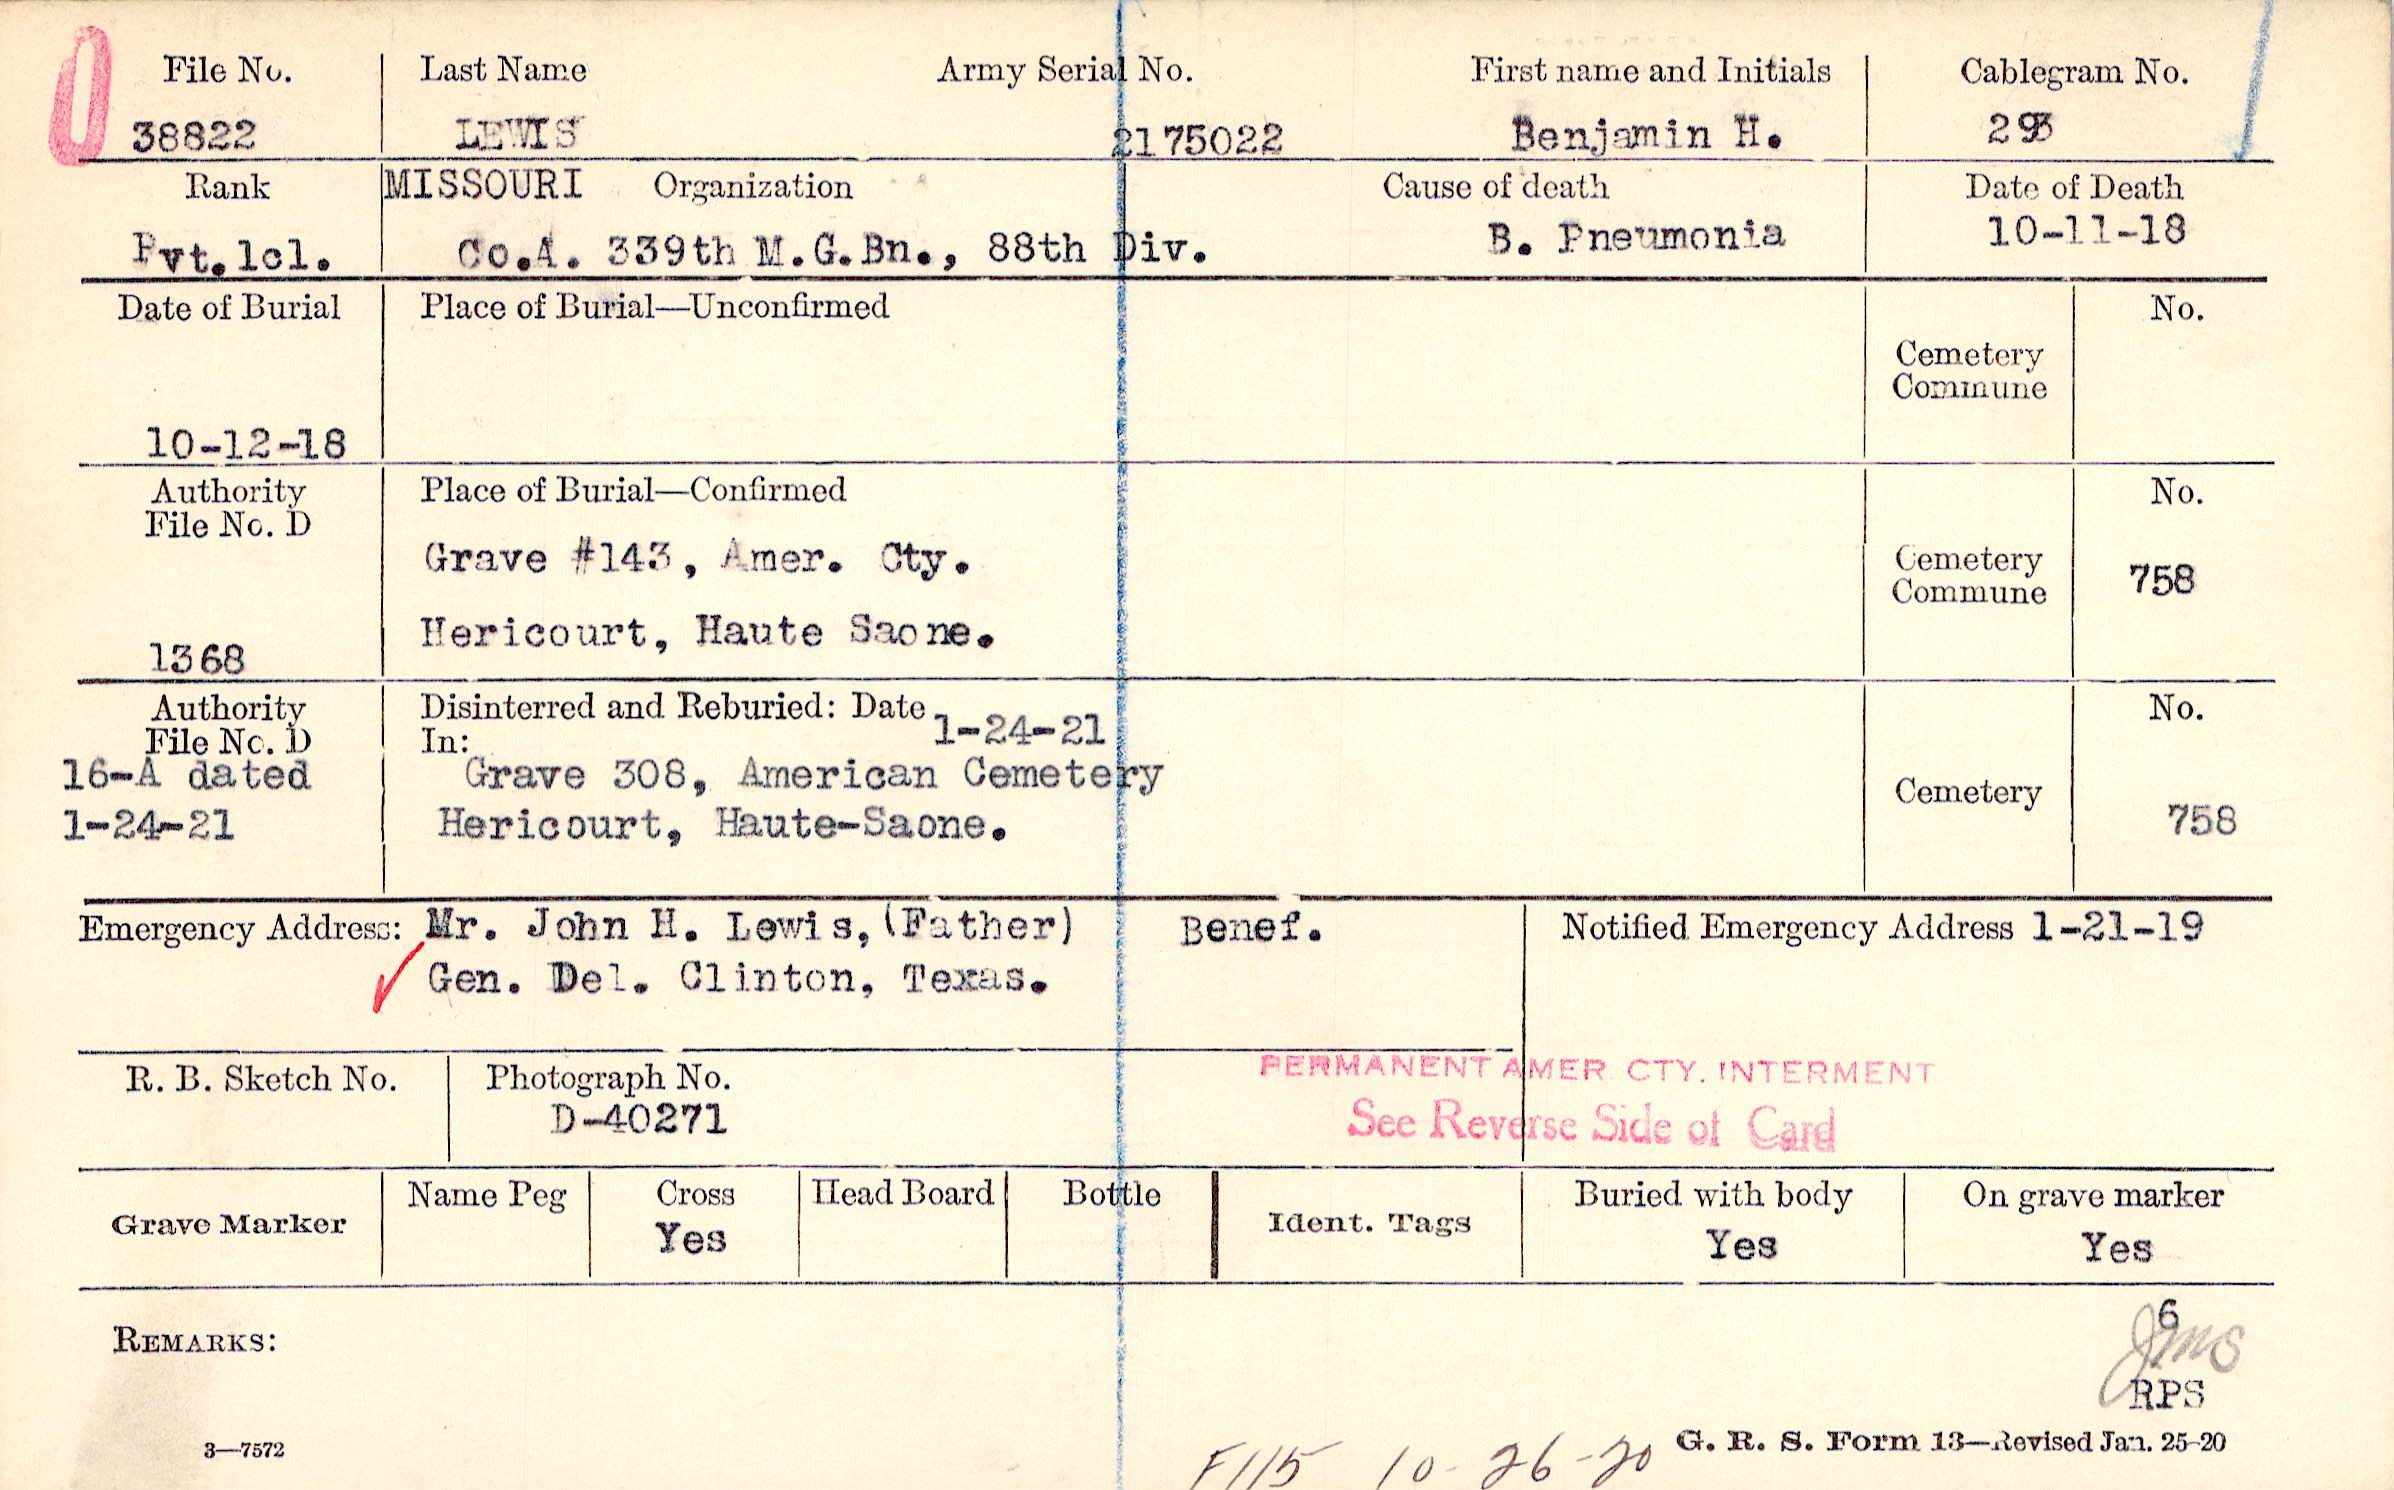 File No. Last Name Army Serial No. First name and Initials Cablegram No.
38822 LEWIS 2175022 Benjamin H. 293
Rank MISSOURI Organization Cause of death Date of Death
Pvt.1cl. Co.A. 339th M.G.Bn., 88th Div. B. Pneumonia 10-11-18
Date of Burial Place of Burial—Unconfirmed No.
Cemetery
Commune
10-12-18
Authority Place of Burial—Confirmed No.
File No. D
Grave #143, Amer. Cty. Cemetery
Commune 758
Hericourt, Haute Saone.
1368
Authority Disinterred and Reburied: Date 1-24-21 No.
File No. D In:
16-A dated Grave 308, American Cemetery Cemetery
1-24-21 Hericourt, Haute-Saone. 758
Emergency Address: Mr. John H. Lewis, (Father) Benef. Notified Emergency Address 1-21-19
Gen. Del. Clinton, Texas.
PERMANENT AMER. CTY. INTERMENT
R. B. Sketch No. Photograph No.
D-40271 See Reverse Side of Card
Grave Marker Name Peg Cross Head Board Bottle Ident. Tags Buried with body On grave marker
Yes Yes Yes
6
REMARKS: JMS
RPS
3—7572 F115 10-26-20 G. R. S. Form 13—Revised Jan. 25-20